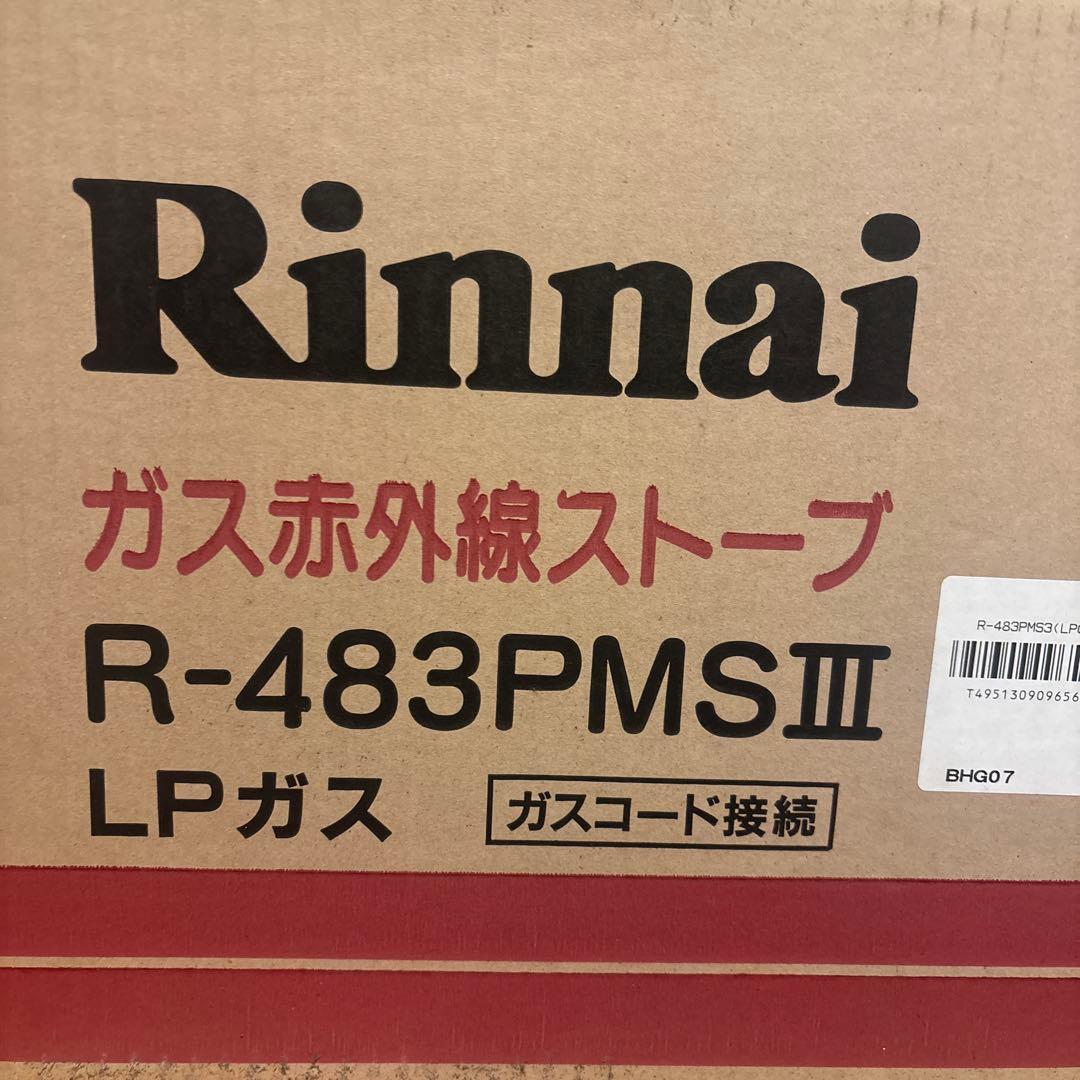 Rinnai
ガス赤外線ストーブ
R-483PMSⅢ
LPガス
ガスコード接続
R-483PMS3(LP
T495130909656
BHG07